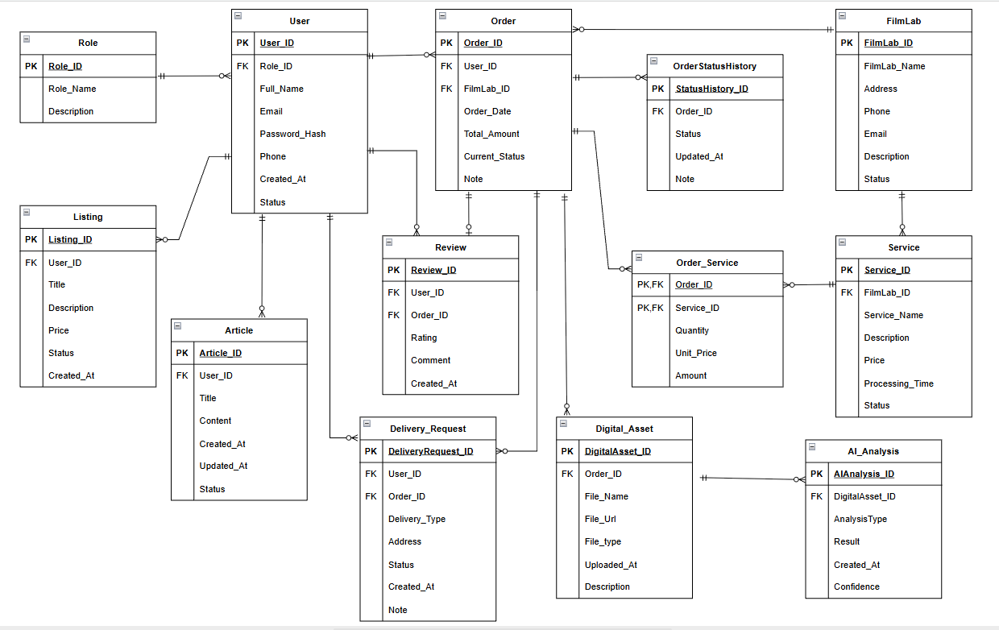 Role
PK Role_ID
Role_Name
Description
User
PK User_ID
FK Role_ID
Full_Name
Email
Password_Hash
Phone
Created_At
Status
Order
PK Order_ID
FK User_ID
FK FilmLab_ID
Order_Date
Total_Amount
Current_Status
Note
OrderStatusHistory
PK StatusHistory_ID
FK Order_ID
Status
Updated_At
Note
FilmLab
PK FilmLab_ID
FilmLab_Name
Address
Phone
Email
Description
Status
Listing
PK Listing_ID
FK User_ID
Title
Description
Price
Status
Created_At
Article
PK Article_ID
FK User_ID
Title
Content
Created_At
Updated_At
Status
Review
PK Review_ID
FK User_ID
FK Order_ID
Rating
Comment
Created_At
Order_Service
PK,FK Order_ID
PK,FK Service_ID
Quantity
Unit_Price
Amount
Service
PK Service_ID
FK FilmLab_ID
Service_Name
Description
Price
Processing_Time
Status
Delivery_Request
PK DeliveryRequest_ID
FK User_ID
FK Order_ID
Delivery_Type
Address
Status
Created_At
Note
Digital_Asset
PK DigitalAsset_ID
FK Order_ID
File_Name
File_Url
File_type
Uploaded_At
Description
AI_Analysis
PK AIAnalysis_ID
FK DigitalAsset_ID
AnalysisType
Result
Created_At
Confidence